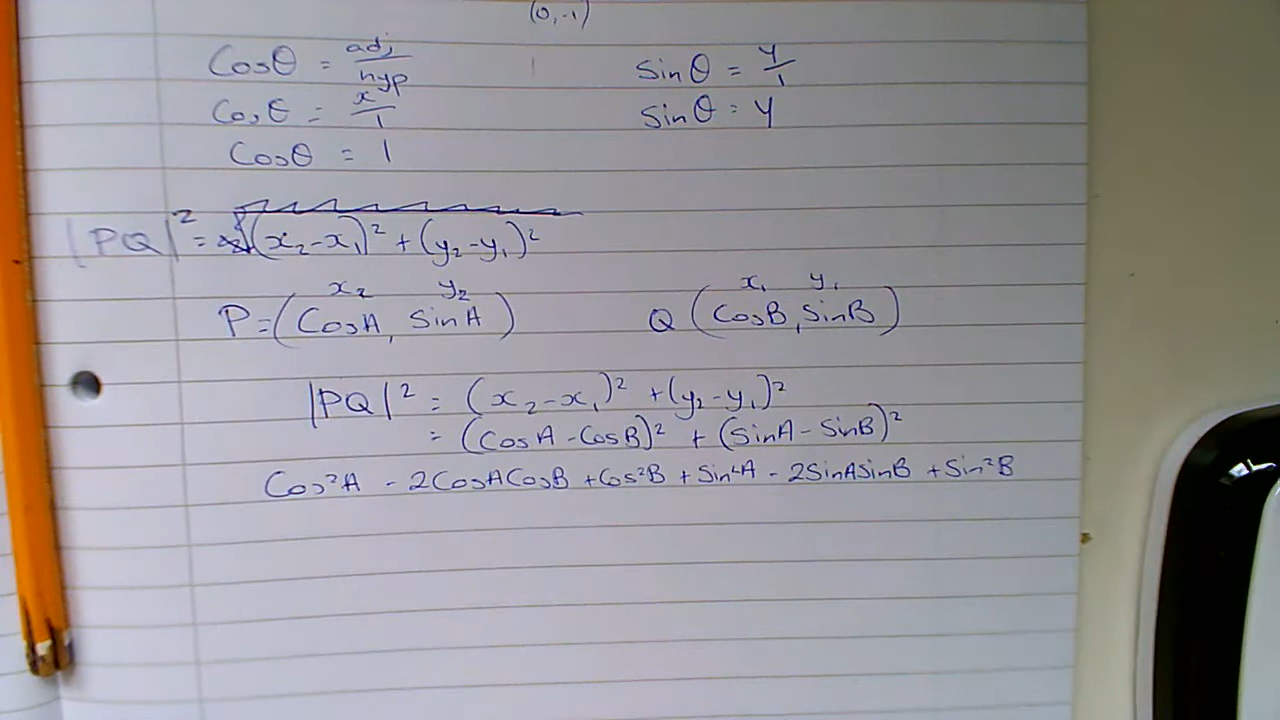 (0,-1)
Cosθ = adj/hyp
Sinθ = y/1
Cosθ = x/1
Sinθ = y
Cosθ = 1
|PQ|² = (x₂-x₁)² + (y₂-y₁)²
x₂ y₂ x₁ y₁
P=(CosA, SinA) Q (CosB, SinB)
|PQ|² = (x₂-x₁)² + (y₂-y₁)²
= (CosA - CosB)² + (SinA - SinB)²
Cos²A - 2CosACosB + Cos²B + Sin²A - 2SinASinB + Sin²B